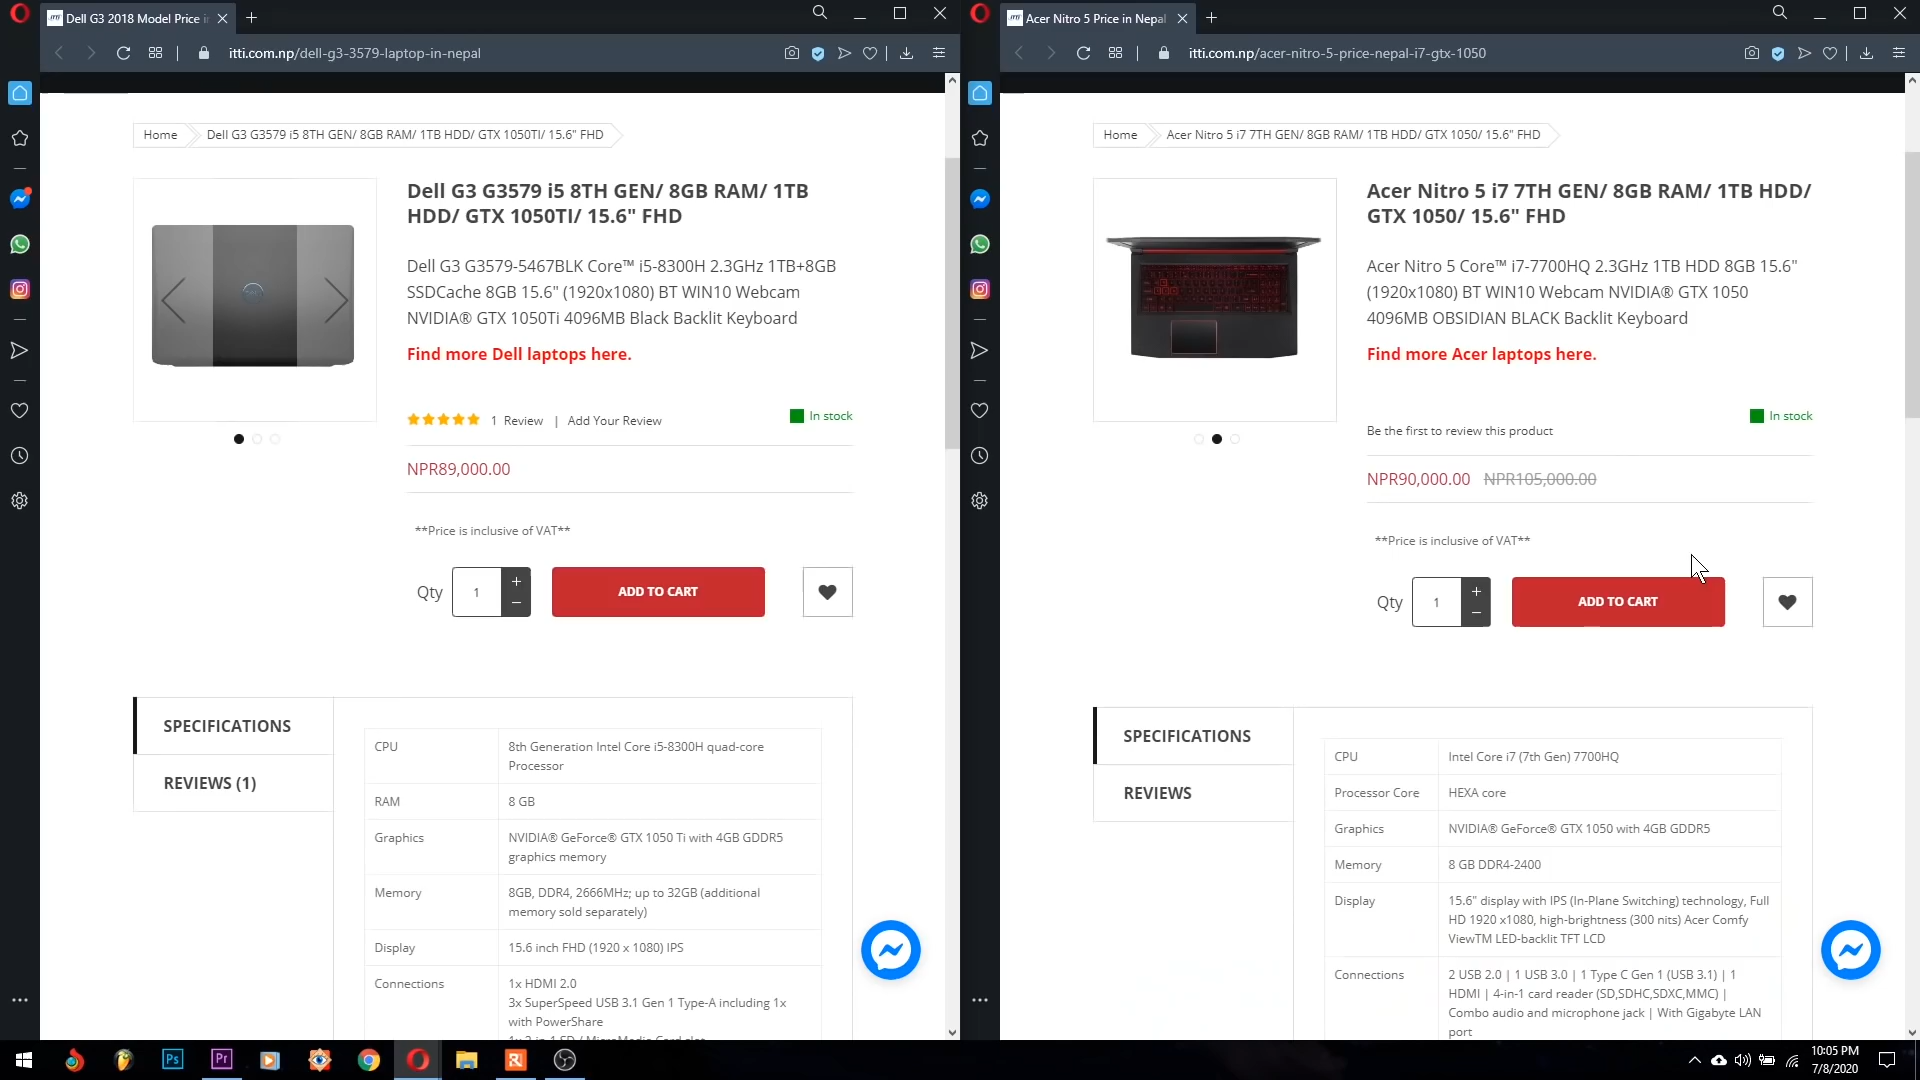 Dell G3 2018 Model Price i
itti.com.np/dell-g3-3579-laptop-in-nepal
Home
Dell G3 G3579 i5 8TH GEN/ 8GB RAM/ 1TB HDD/ GTX 1050TI/ 15.6" FHD
Dell G3 G3579 i5 8TH GEN/ 8GB RAM/ 1TB
HDD/ GTX 1050TI/ 15.6" FHD
Dell G3 G3579-5467BLK Core™ i5-8300H 2.3GHz 1TB+8GB
SSDCache 8GB 15.6" (1920x1080) BT WIN10 Webcam
NVIDIA® GTX 1050Ti 4096MB Black Backlit Keyboard
Find more Dell laptops here.
1 Review | Add Your Review
In stock
NPR89,000.00
**Price is inclusive of VAT**
Qty 1 + −
ADD TO CART
SPECIFICATIONS
REVIEWS (1)
CPU 8th Generation Intel Core i5-8300H quad-core
Processor
RAM 8 GB
Graphics NVIDIA® GeForce® GTX 1050 Ti with 4GB GDDR5
graphics memory
Memory 8GB, DDR4, 2666MHz; up to 32GB (additional
memory sold separately)
Display 15.6 inch FHD (1920 x 1080) IPS
Connections 1x HDMI 2.0
3x SuperSpeed USB 3.1 Gen 1 Type-A including 1x
with PowerShare
Acer Nitro 5 Price in Nepal
itti.com.np/acer-nitro-5-price-nepal-i7-gtx-1050
Home
Acer Nitro 5 i7 7TH GEN/ 8GB RAM/ 1TB HDD/ GTX 1050/ 15.6" FHD
Acer Nitro 5 i7 7TH GEN/ 8GB RAM/ 1TB HDD/
GTX 1050/ 15.6" FHD
Acer Nitro 5 Core™ i7-7700HQ 2.3GHz 1TB HDD 8GB 15.6"
(1920x1080) BT WIN10 Webcam NVIDIA® GTX 1050
4096MB OBSIDIAN BLACK Backlit Keyboard
Find more Acer laptops here.
In stock
Be the first to review this product
NPR90,000.00 NPR105,000.00
**Price is inclusive of VAT**
Qty 1 + −
ADD TO CART
SPECIFICATIONS
REVIEWS
CPU Intel Core i7 (7th Gen) 7700HQ
Processor Core HEXA core
Graphics NVIDIA® GeForce® GTX 1050 with 4GB GDDR5
Memory 8 GB DDR4-2400
Display 15.6" display with IPS (In-Plane Switching) technology, Full
HD 1920 x1080, high-brightness (300 nits) Acer Comfy
ViewTM LED-backlit TFT LCD
Connections 2 USB 2.0 | 1 USB 3.0 | 1 Type C Gen 1 (USB 3.1) | 1
HDMI | 4-in-1 card reader (SD,SDHC,SDXC,MMC) |
Combo audio and microphone jack | With Gigabyte LAN
port
Ps
Pr
10:05 PM
7/8/2020